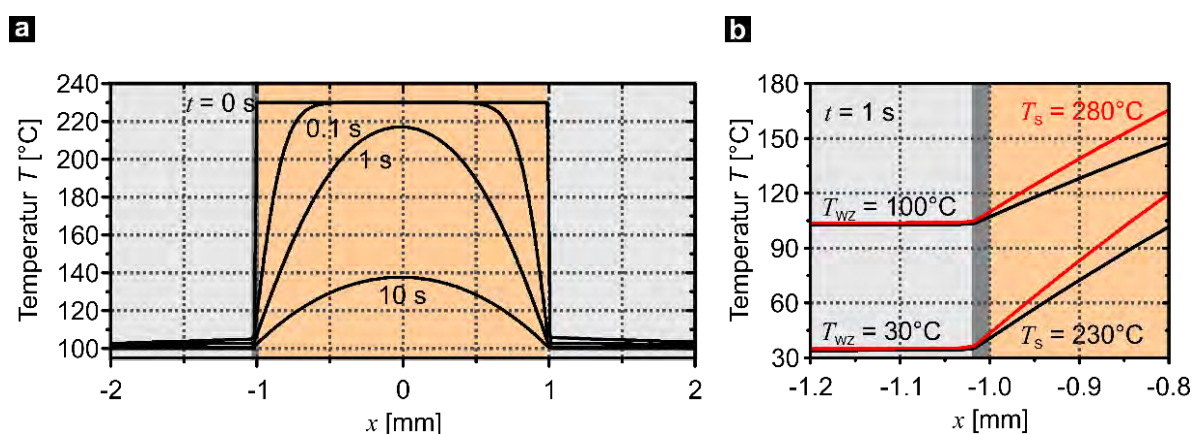 a
240
220
200
180
160
140
120
100
Temperatur T [°C]
t = 0 s
0.1 s
1 s
10 s
-2
-1
0
1
2
x [mm]
b
180
150
120
90
60
30
Temperatur T [°C]
t = 1 s
T_S = 280°C
T_WZ = 100°C
T_WZ = 30°C
T_S = 230°C
-1.2
-1.1
-1.0
-0.9
-0.8
x [mm]